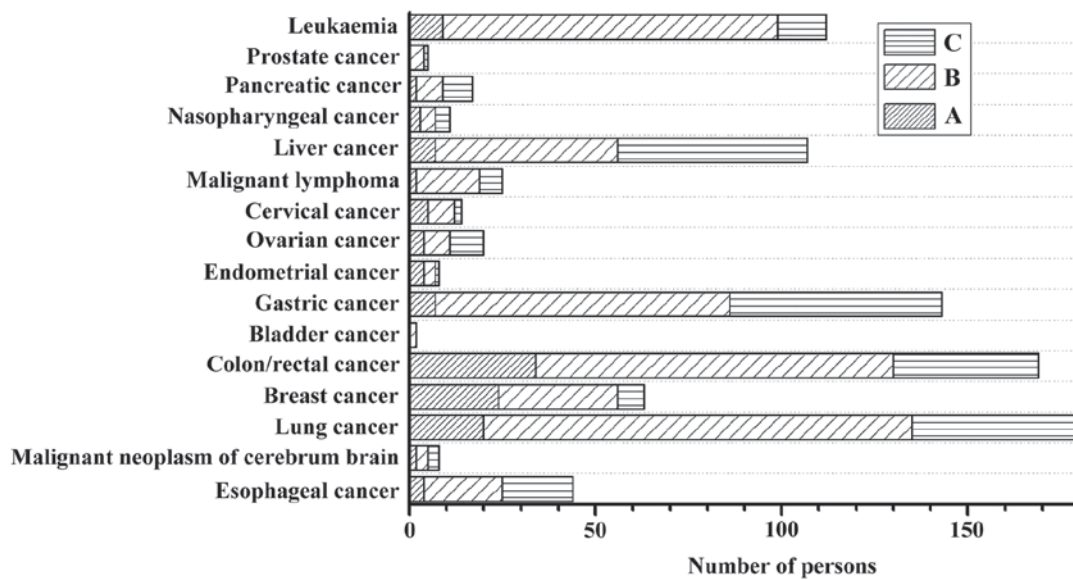 Leukaemia
Prostate cancer
Pancreatic cancer
Nasopharyngeal cancer
Liver cancer
Malignant lymphoma
Cervical cancer
Ovarian cancer
Endometrial cancer
Gastric cancer
Bladder cancer
Colon/rectal cancer
Breast cancer
Lung cancer
Malignant neoplasm of cerebrum brain
Esophageal cancer
C
B
A
0 50 100 150
Number of persons